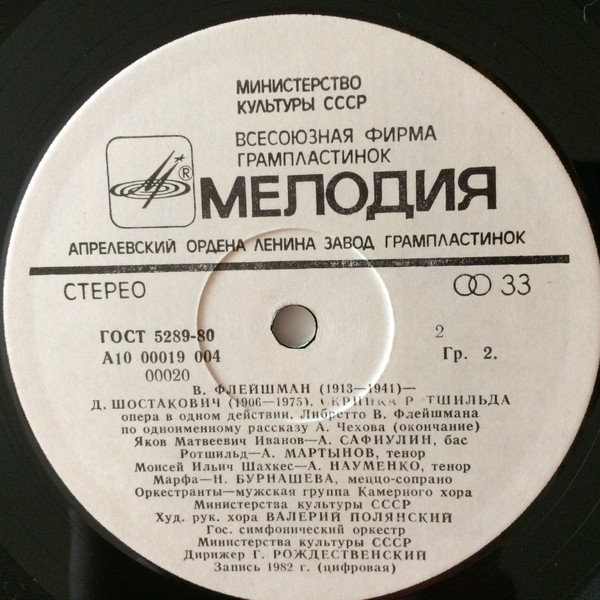 МИНИСТЕРСТВО
КУЛЬТУРЫ СССР
ВСЕСОЮЗНАЯ ФИРМА
ГРАМПЛАСТИНОК
®
МЕЛОДИЯ
АПРЕЛЕВСКИЙ ОРДЕНА ЛЕНИНА ЗАВОД ГРАМПЛАСТИНОК
СТЕРЕО 33
ГОСТ 5289-80 2
А10 00019 004 Гр. 2.
00020
В. ФЛЕЙШМАН (1913—1941)—
Д. ШОСТАКОВИЧ (1906—1975), СКРИПКА РОТШИЛЬДА
опера в одном действии. Либретто В. Флейшмана
по одноименному рассказу А. Чехова (окончание)
Яков Матвеевич Иванов—А. САФИУЛИН, бас
Ротшильд—А. МАРТЫНОВ, тенор
Моисей Ильич Шахкес—А. НАУМЕНКО, тенор
Марфа—Н. БУРНАШЕВА, меццо-сопрано
Оркестранты—мужская группа Камерного хора
Министерства культуры СССР
Худ. рук. хора ВАЛЕРИЙ ПОЛЯНСКИЙ
Гос. симфонический оркестр
Министерства культуры СССР
Дирижер Г. РОЖДЕСТВЕНСКИЙ
Запись 1982 г. (цифровая)